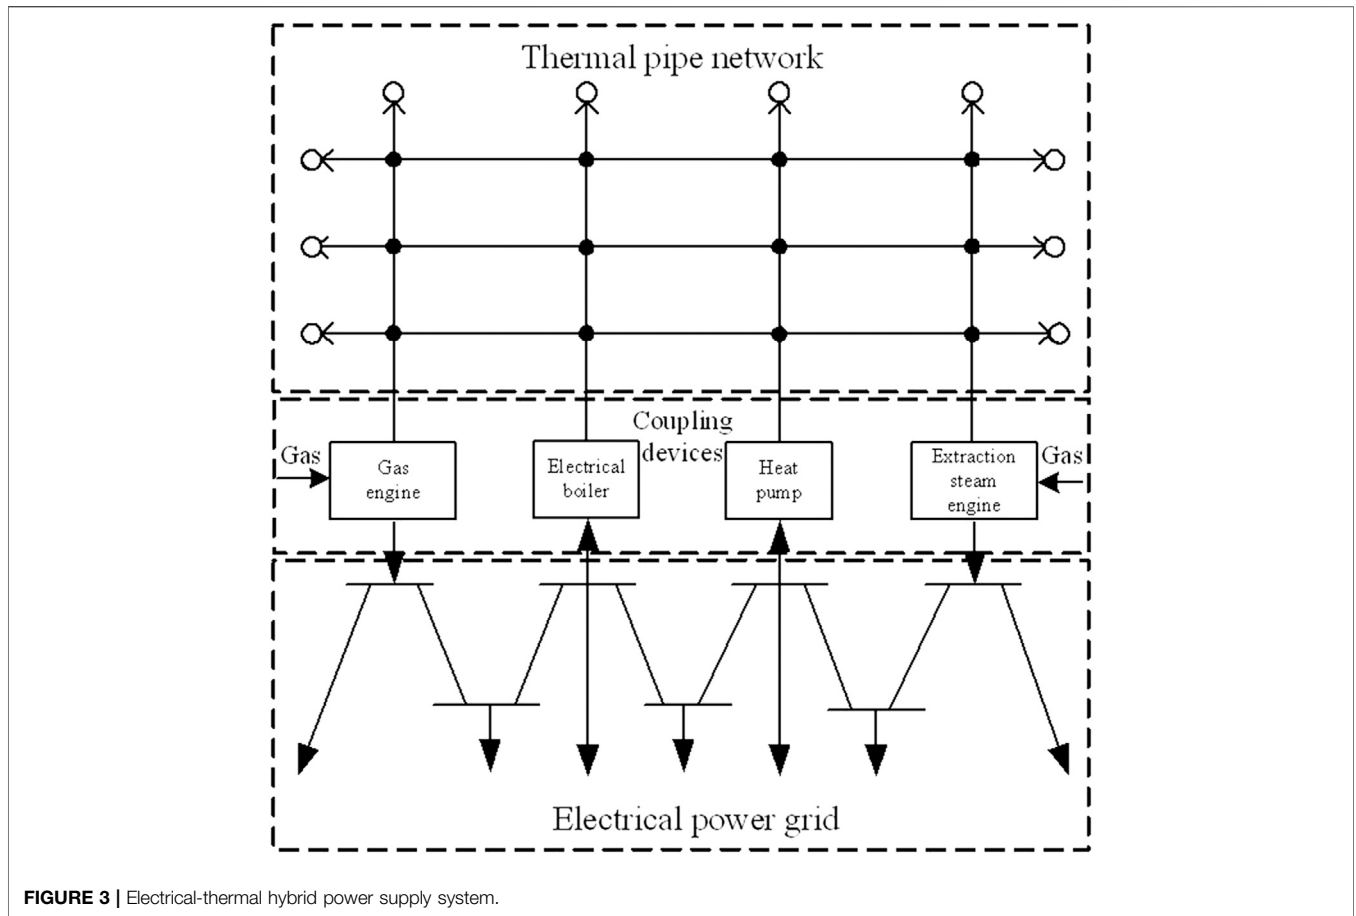 Thermal pipe network
Coupling
devices
Gas
Gas
engine
Electrical
boiler
Heat
pump
Extraction
steam
engine
Gas
Electrical power grid
FIGURE 3 | Electrical-thermal hybrid power supply system.